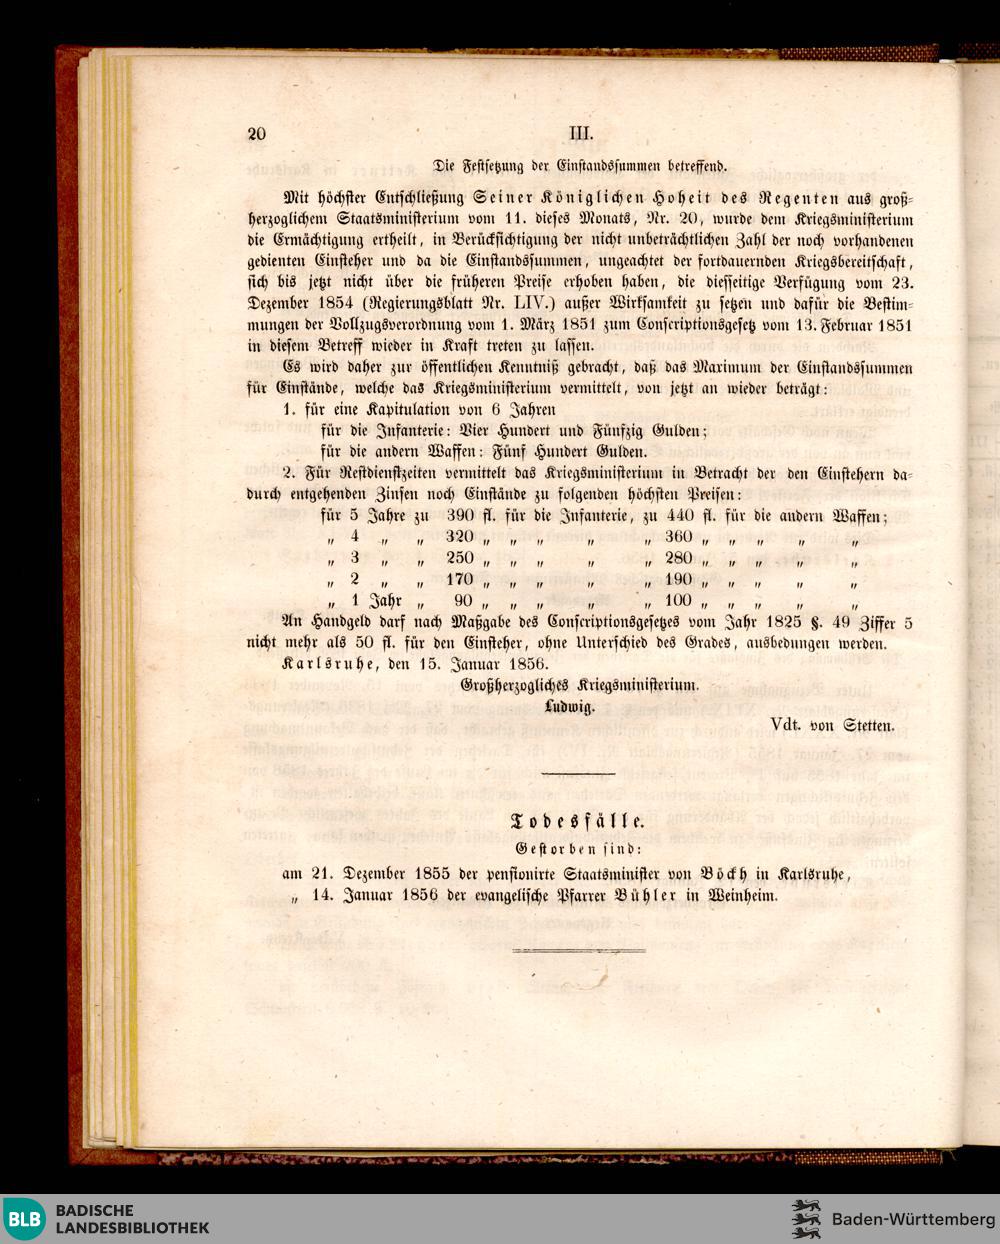 20 III.
Die Festsetzung der Einstandssummen betreffend.
Mit höchster Entschließung Seiner Königlichen Hoheit des Regenten aus groß-
herzoglichem Staatsministerium vom 11. dieses Monats, Nr. 20, wurde dem Kriegsministerium
die Ermächtigung ertheilt, in Berücksichtigung der nicht unbeträchtlichen Zahl der noch vorhandenen
gedienten Einsteher und da die Einstandssummen, ungeachtet der fortdauernden Kriegsbereitschaft,
sich bis jetzt nicht über die früheren Preise erhoben haben, die diesseitige Verfügung vom 23.
Dezember 1854 (Regierungsblatt Nr. LIV.) außer Wirksamkeit zu setzen und dafür die Bestim-
mungen der Vollzugsverordnung vom 1. März 1851 zum Conscriptionsgesetz vom 13. Februar 1851
in diesem Betreff wieder in Kraft treten zu lassen.
Es wird daher zur öffentlichen Kenntniß gebracht, daß das Maximum der Einstandssummen
für Einstände, welche das Kriegsministerium vermittelt, von jetzt an wieder beträgt:
1. für eine Kapitulation von 6 Jahren
für die Infanterie: Vier Hundert und Fünfzig Gulden;
für die andern Waffen: Fünf Hundert Gulden.
2. Für Restdienstzeiten vermittelt das Kriegsministerium in Betracht der den Einstehern da-
durch entgehenden Zinsen noch Einstände zu folgenden höchsten Preisen:
für 5 Jahre zu 390 fl. für die Infanterie, zu 440 fl. für die andern Waffen;
„ 4 „ „ 320 „ „ „ „ „ 360 „ „ „ „ „
„ 3 „ „ 250 „ „ „ „ „ 280 „ „ „ „ „
„ 2 „ „ 170 „ „ „ „ „ 190 „ „ „ „ „
„ 1 Jahr „ 90 „ „ „ „ „ 100 „ „ „ „ „
An Handgeld darf nach Maßgabe des Conscriptionsgesetzes vom Jahr 1825 §. 49 Ziffer 5
nicht mehr als 50 fl. für den Einsteher, ohne Unterschied des Grades, ausbedungen werden.
Karlsruhe, den 15. Januar 1856.
Großherzogliches Kriegsministerium.
Ludwig.
Vdt. von Stetten.
Todesfälle.
Gestorben sind:
am 21. Dezember 1855 der pensionirte Staatsminister von Böckh in Karlsruhe,
„ 14. Januar 1856 der evangelische Pfarrer Bühler in Weinheim.
BLB BADISCHE
LANDESBIBLIOTHEK
Baden-Württemberg